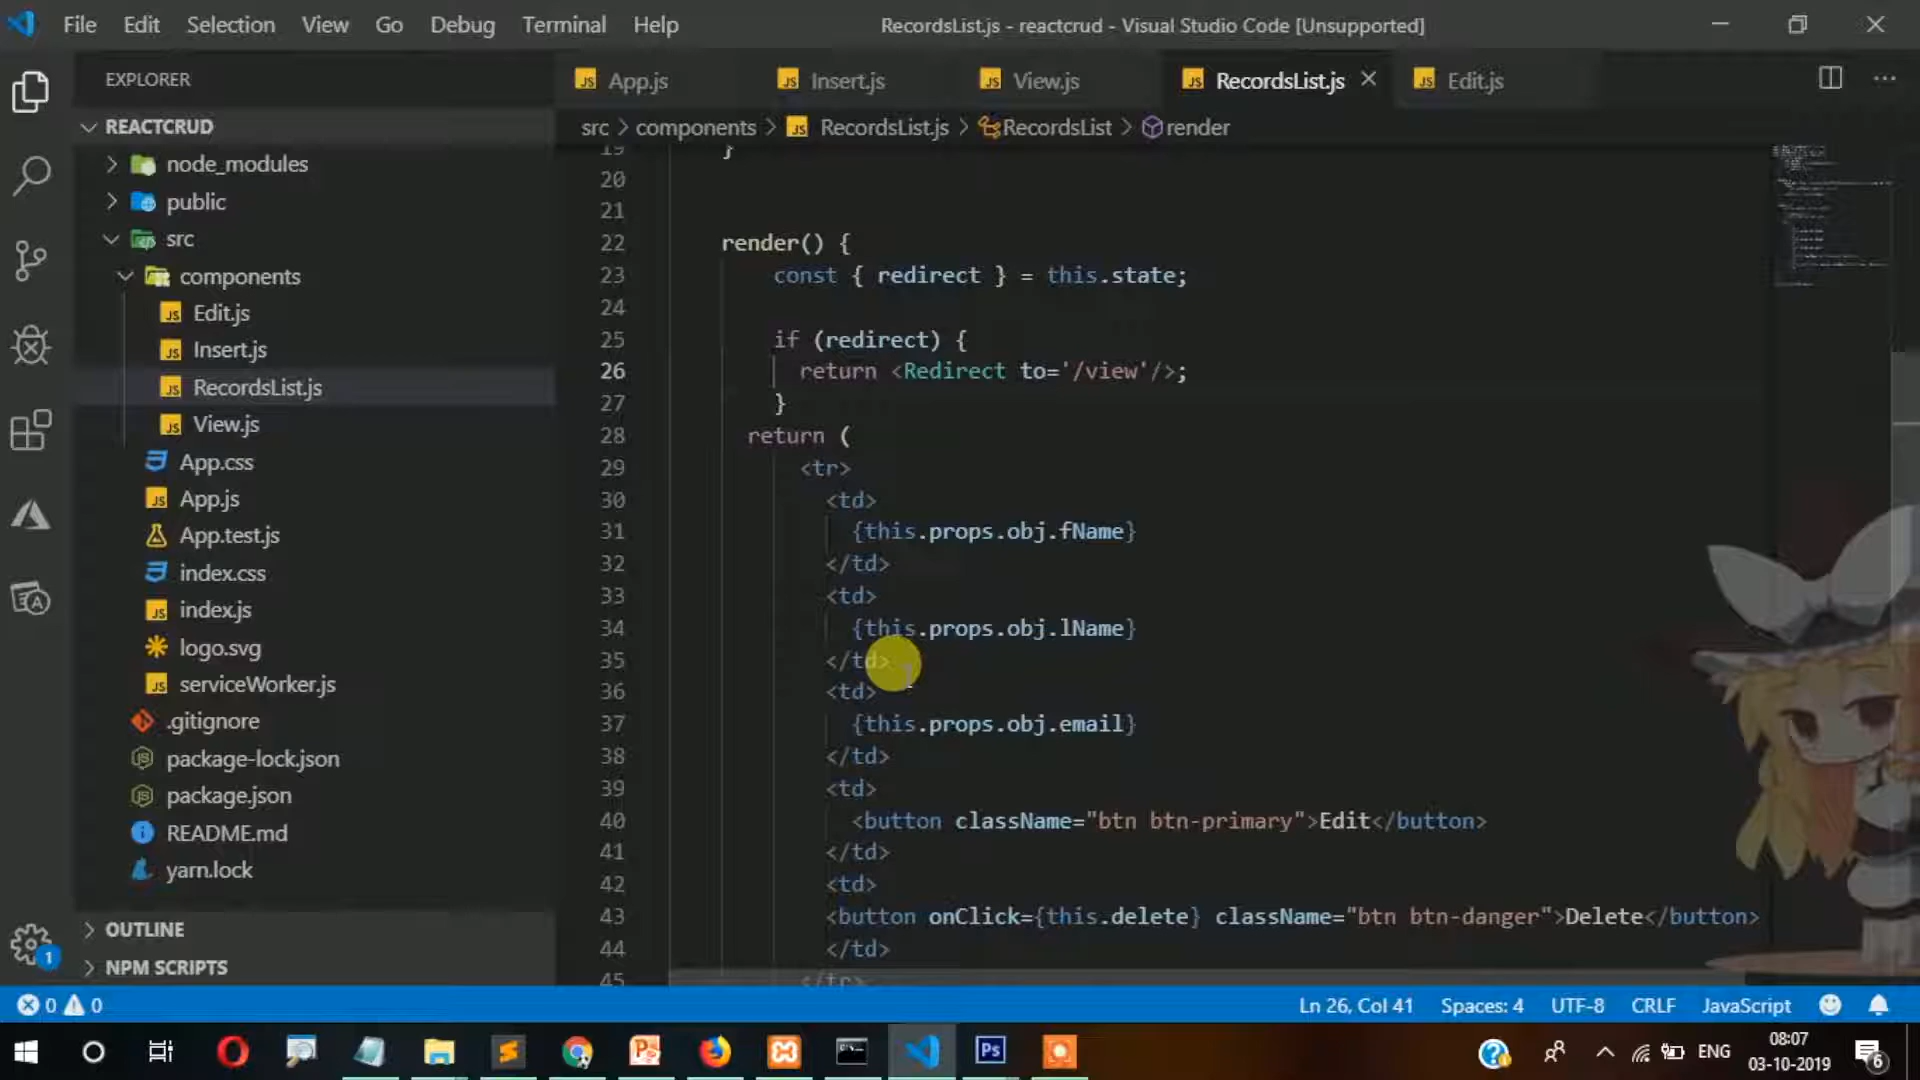 File Edit Selection View Go Debug Terminal Help
RecordsList.js - reactcrud - Visual Studio Code [Unsupported]
EXPLORER
REACTCRUD
node_modules
public
src
components
Edit.js
Insert.js
RecordsList.js
View.js
App.css
App.js
App.test.js
index.css
index.js
logo.svg
serviceWorker.js
.gitignore
package-lock.json
package.json
README.md
yarn.lock
OUTLINE
NPM SCRIPTS
App.js Insert.js View.js RecordsList.js Edit.js
src > components > RecordsList.js > RecordsList > render
19 }
20
21
22 render() {
23 const { redirect } = this.state;
24
25 if (redirect) {
26 return <Redirect to='/view'/>;
27 }
28 return (
29 <tr>
30 <td>
31 {this.props.obj.fName}
32 </td>
33 <td>
34 {this.props.obj.lName}
35 </td>
36 <td>
37 {this.props.obj.email}
38 </td>
39 <td>
40 <button className="btn btn-primary">Edit</button>
41 </td>
42 <td>
43 <button onClick={this.delete} className="btn btn-danger">Delete</button>
44 </td>
45 </tr>
1
0 0
Ln 26, Col 41 Spaces: 4 UTF-8 CRLF JavaScript
ENG
08:07
03-10-2019
6